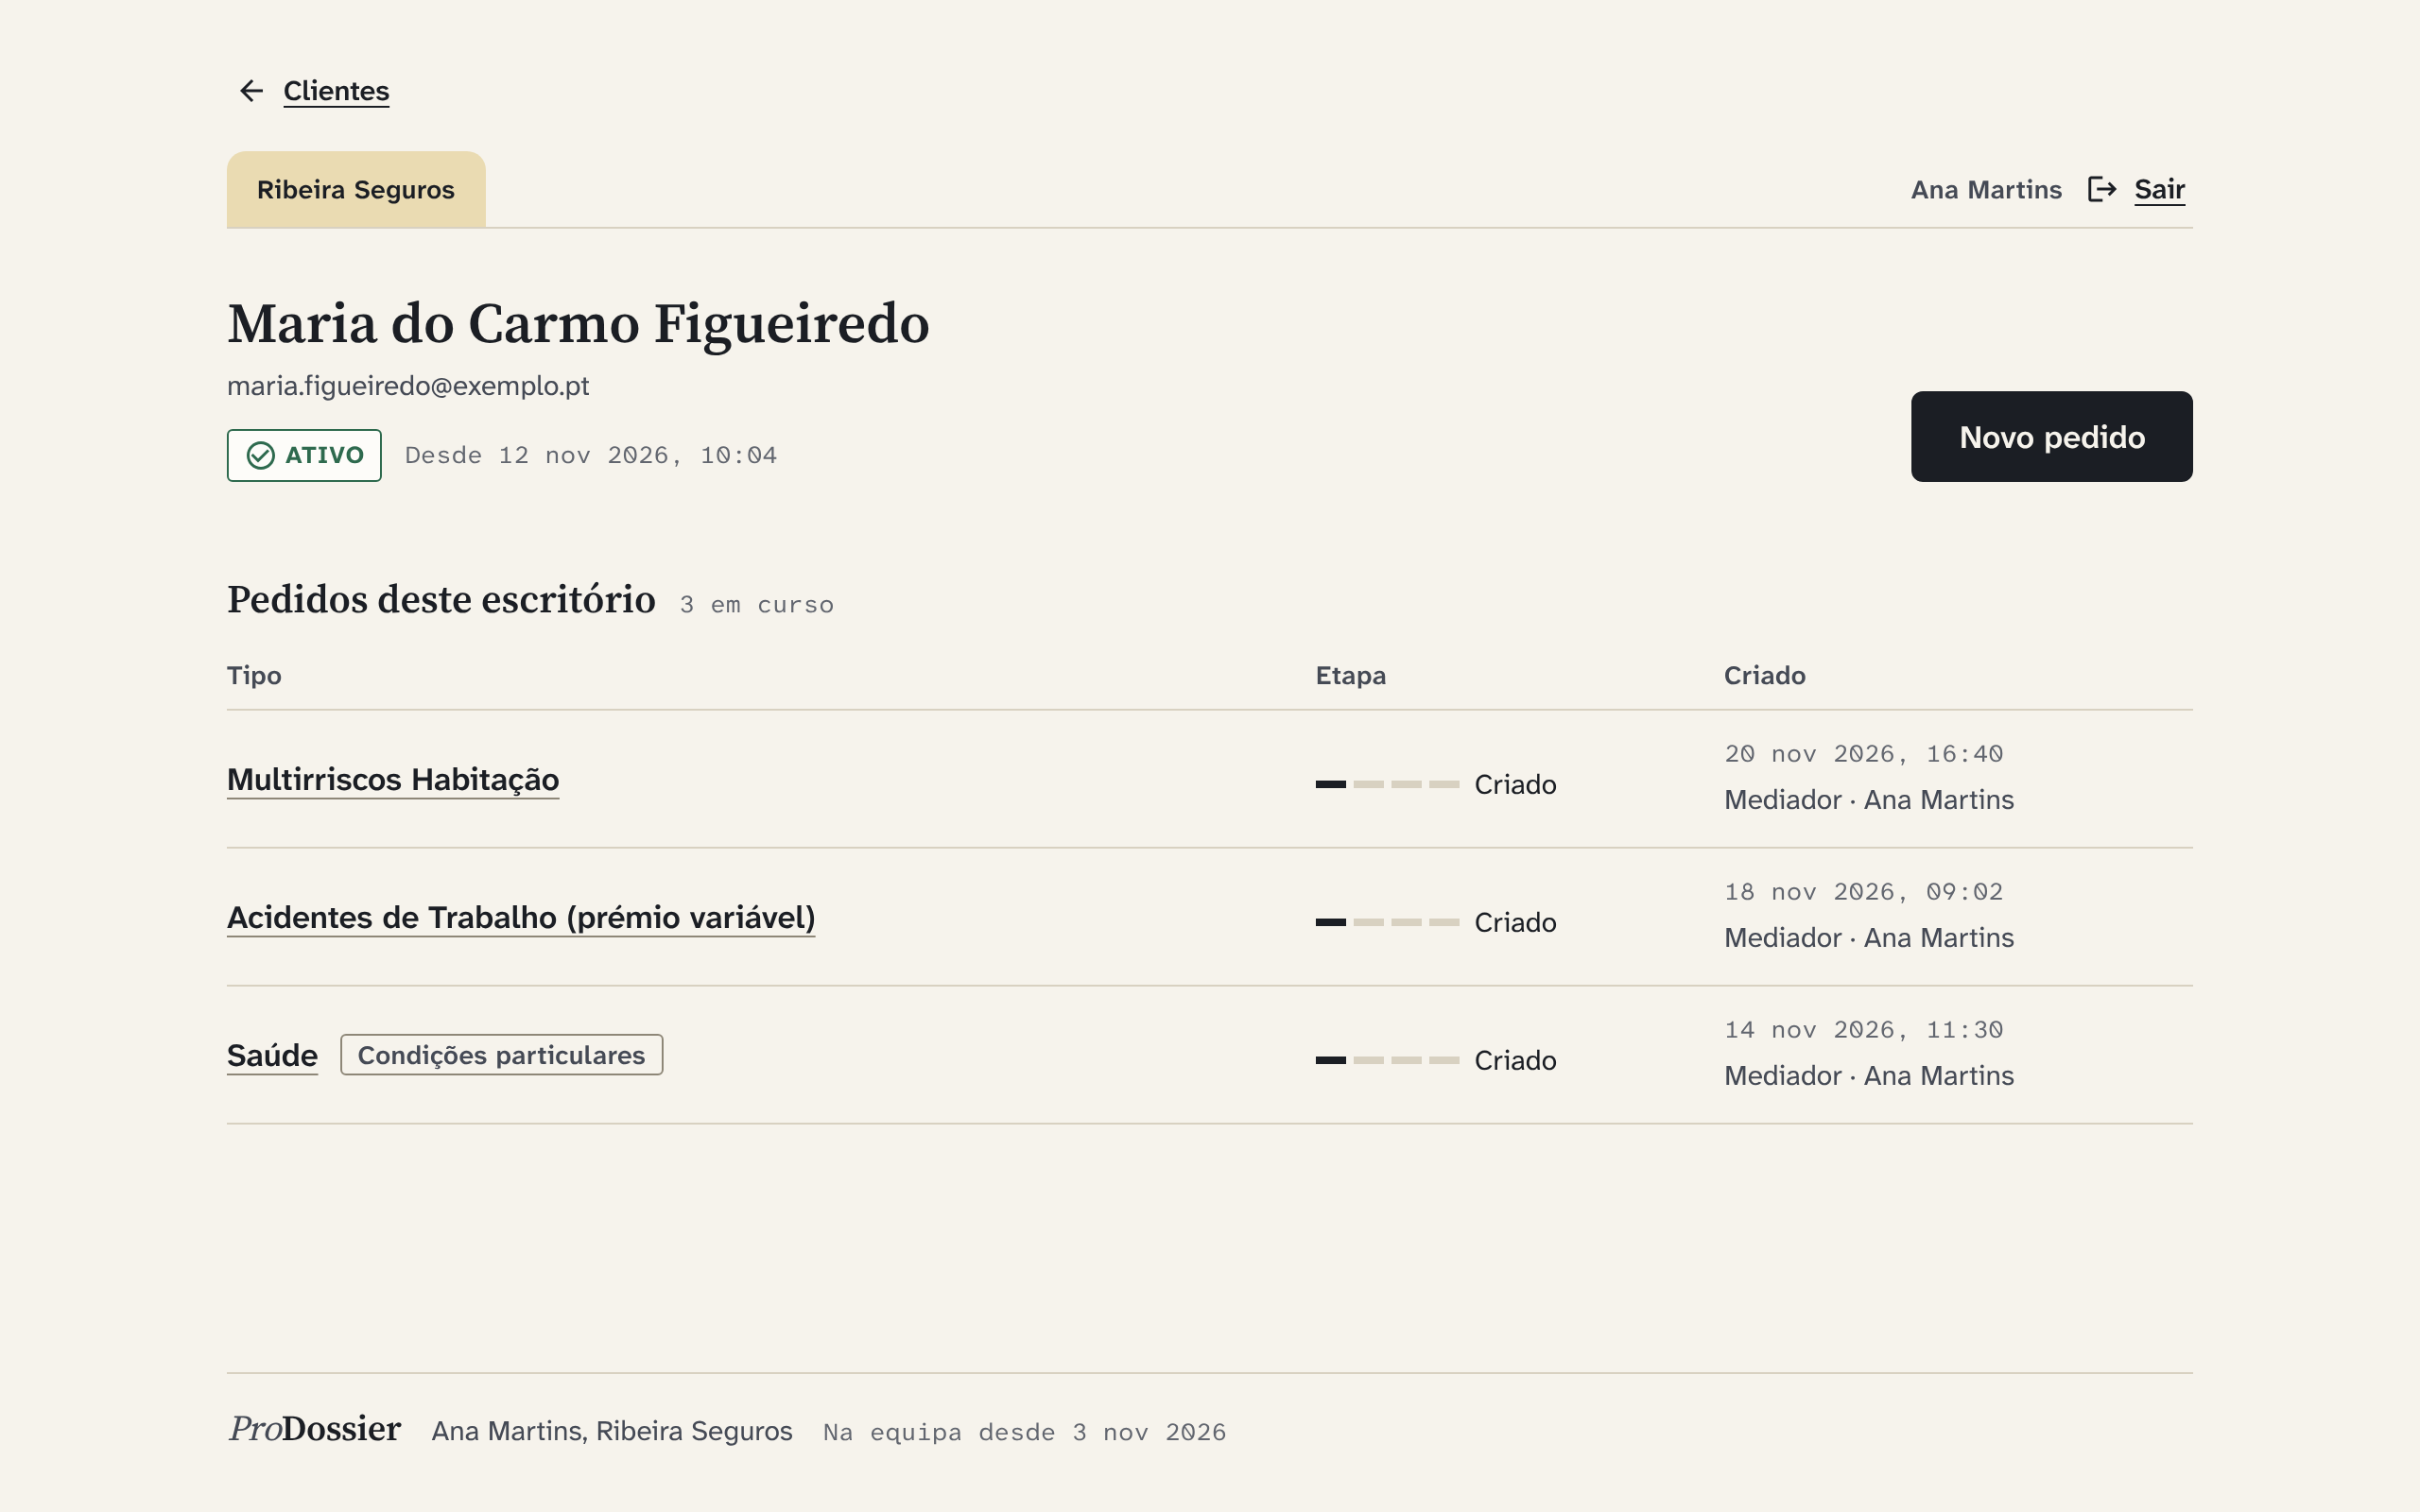 Clientes
Ribeira Seguros
Ana Martins Sair
Maria do Carmo Figueiredo
maria.figueiredo@exemplo.pt
ATIVO Desde 12 nov 2026, 10:04
Novo pedido
Pedidos deste escritório 3 em curso
Tipo Etapa Criado
Multirriscos Habitação Criado 20 nov 2026, 16:40
Mediador · Ana Martins
Acidentes de Trabalho (prémio variável) Criado 18 nov 2026, 09:02
Mediador · Ana Martins
Saúde Condições particulares Criado 14 nov 2026, 11:30
Mediador · Ana Martins
ProDossier Ana Martins, Ribeira Seguros Na equipa desde 3 nov 2026